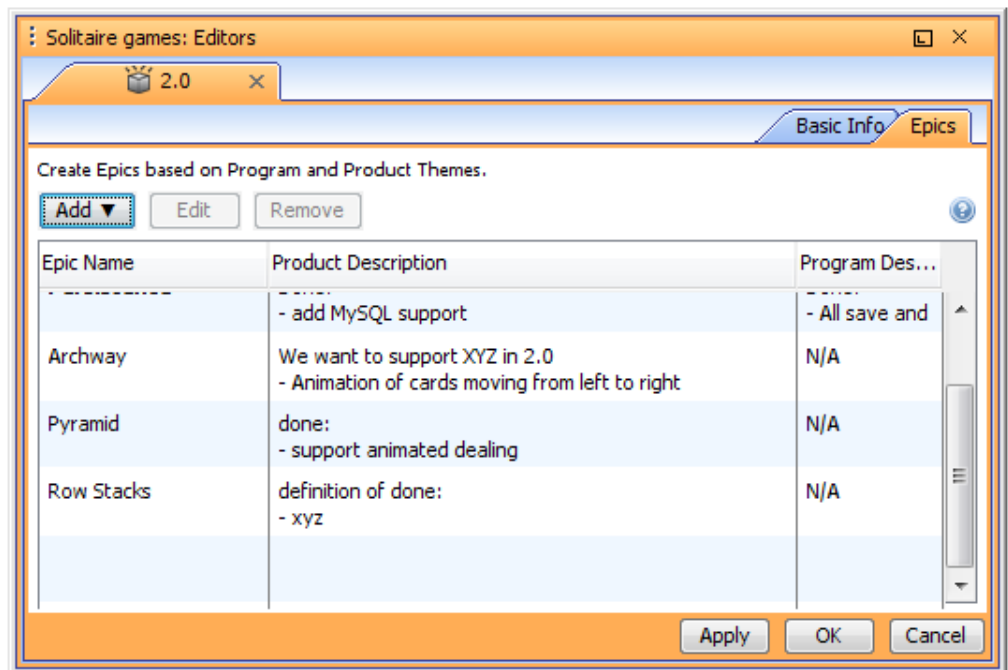 Solitaire games: Editors
2.0
Basic Info Epics
Create Epics based on Program and Product Themes.
Add ▼ Edit Remove
Epic Name Product Description Program Des...
- add MySQL support - All save and
Archway We want to support XYZ in 2.0 N/A
- Animation of cards moving from left to right
Pyramid done: N/A
- support animated dealing
Row Stacks definition of done: N/A
- xyz
Apply OK Cancel